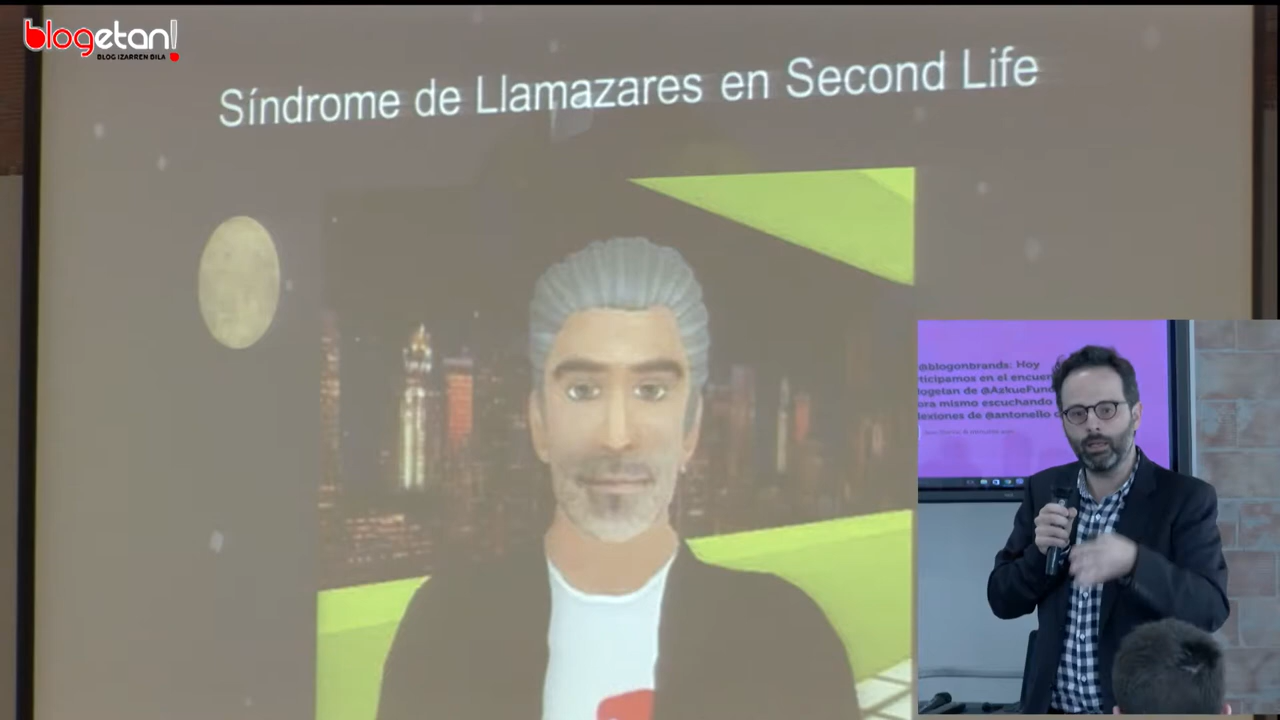 blogetan!
BLOG IZARREN BILA
Síndrome de Llamazares en Second Life
@blogonbrands: Hoy
ticipamos en el encuen
logetan de @AzkueFund
ora mismo escuchando
lexiones de @antonello